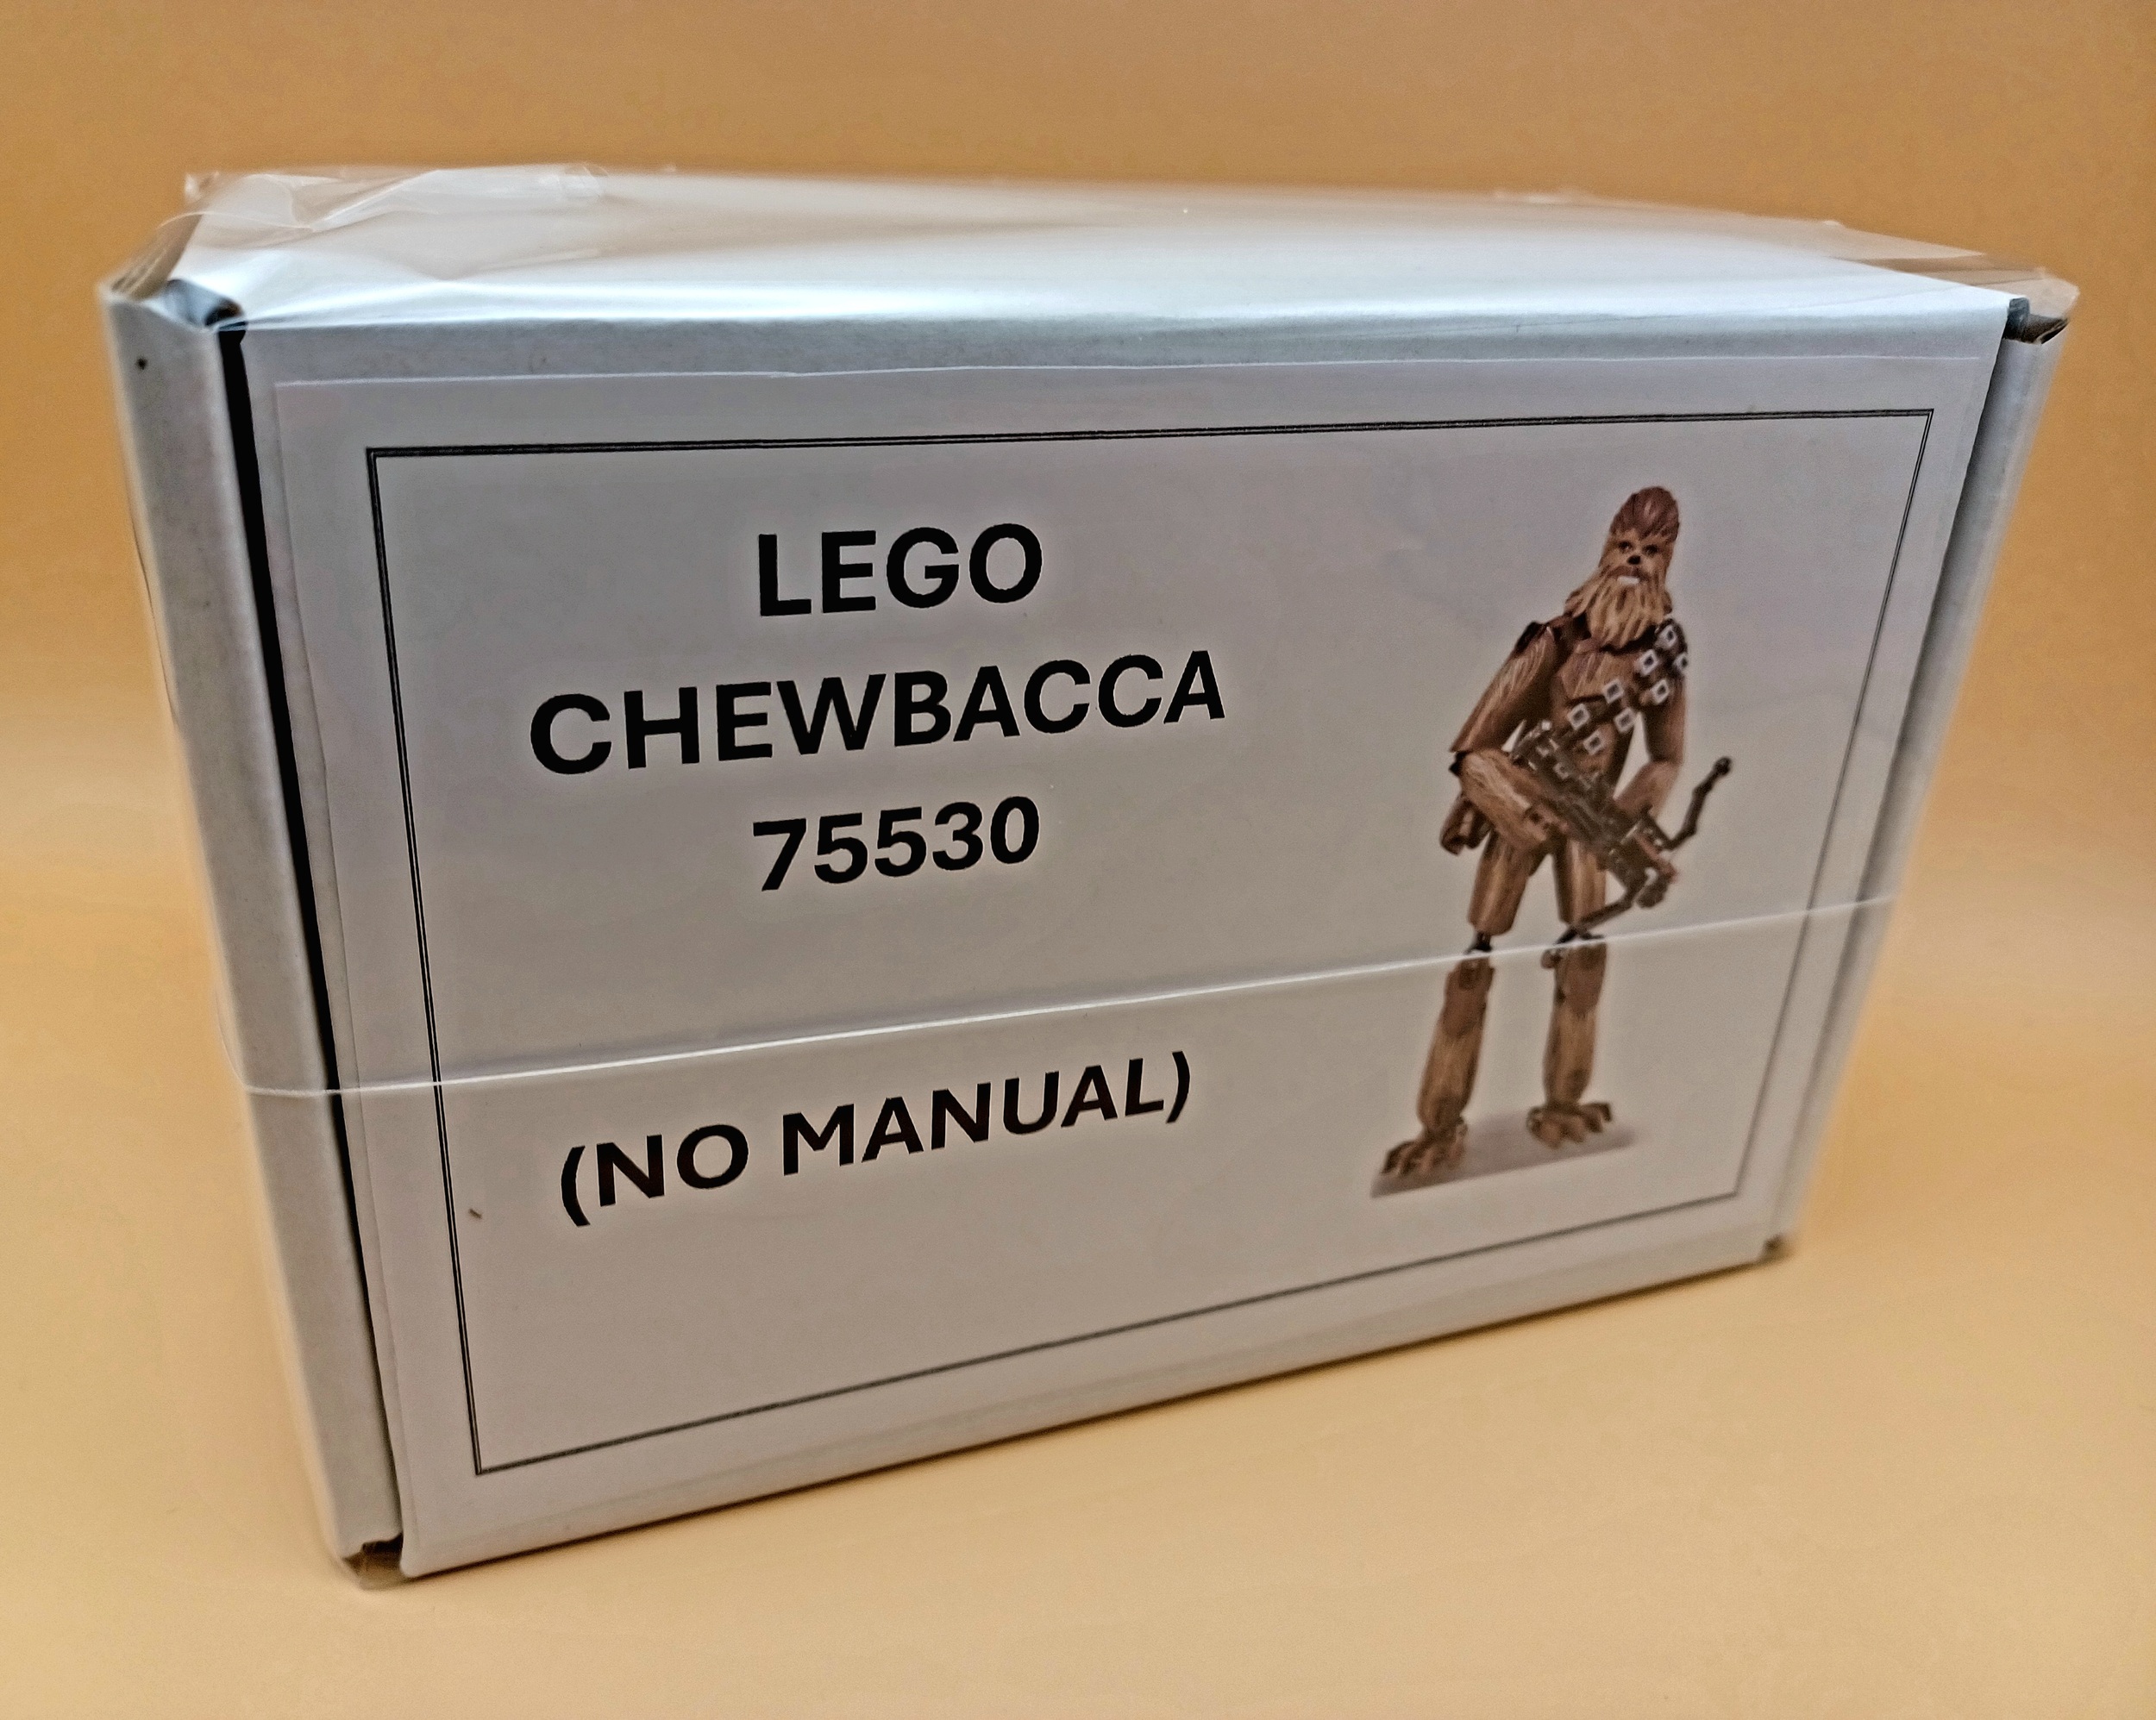 LEGO
CHEWBACCA
75530
(NO MANUAL)